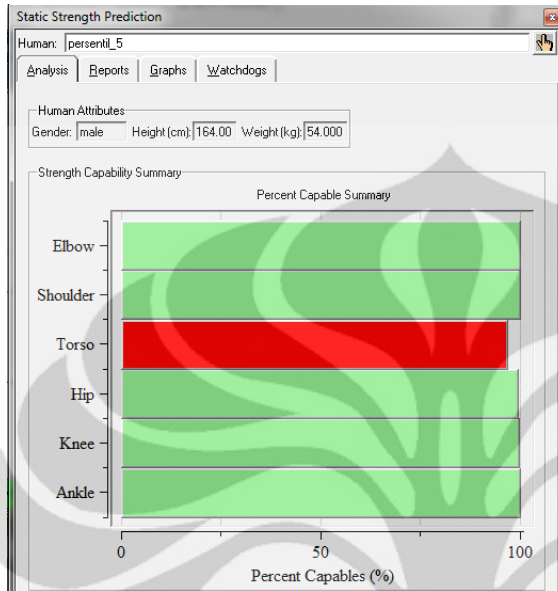 Static Strength Prediction
Human: persentil_5
Analysis Reports Graphs Watchdogs
Human Attributes
Gender: male Height (cm): 164.00 Weight (kg): 54.000
Strength Capability Summary
Percent Capable Summary
Elbow
Shoulder
Torso
Hip
Knee
Ankle
0 50 100
Percent Capables (%)